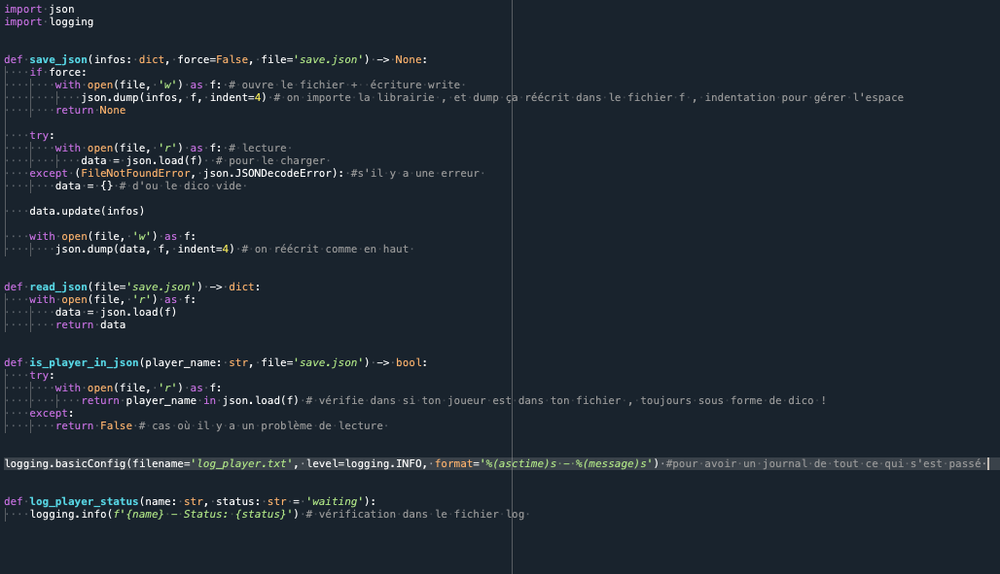 import json
import logging
def save_json(infos: dict, force=False, file='save.json') -> None:
    if force:
        with open(file, 'w') as f: # ouvre le fichier +  écriture write
            json.dump(infos, f, indent=4) # on importe la librairie , et dump ça réécrit dans le fichier f , indentation pour gérer l'espace
        return None
    try:
        with open(file, 'r') as f: # lecture
            data = json.load(f)  # pour le charger
    except (FileNotFoundError, json.JSONDecodeError): #s'il y a une erreur
        data = {} # d'ou le dico vide
    data.update(infos)
    with open(file, 'w') as f:
        json.dump(data, f, indent=4) # on réécrit comme en haut
def read_json(file='save.json') -> dict:
    with open(file, 'r') as f:
        data = json.load(f)
        return data
def is_player_in_json(player_name: str, file='save.json') -> bool:
    try:
        with open(file, 'r') as f:
            return player_name in json.load(f) # vérifie dans si ton joueur est dans ton fichier , toujours sous forme de dico !
    except:
        return False # cas où il y a un problème de lecture
logging.basicConfig(filename='log_player.txt', level=logging.INFO, format='%(asctime)s - %(message)s') #pour avoir un journal de tout ce qui s'est passé
def log_player_status(name: str, status: str = 'waiting'):
    logging.info(f'{name} - Status: {status}') # vérification dans le fichier log